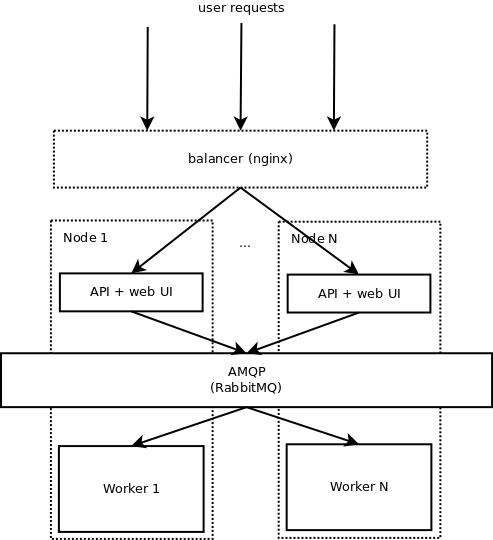 user requests
balancer (nginx)
Node 1
...
Node N
API + web UI
API + web UI
AMQP
(RabbitMQ)
Worker 1
Worker N